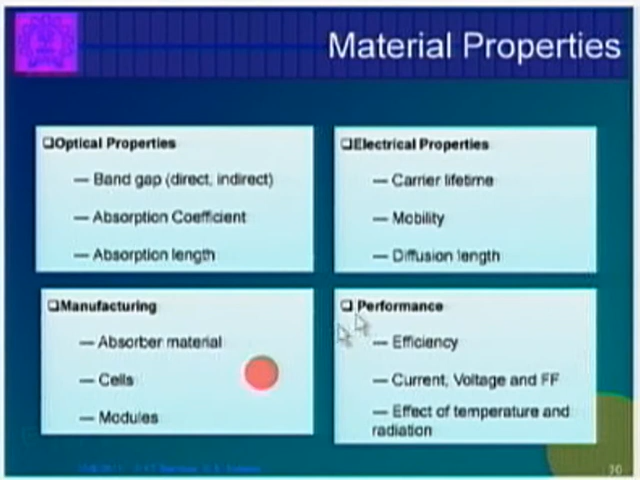 Material Properties
❑Optical Properties
— Band gap (direct, indirect)
— Absorption Coefficient
— Absorption length
❑Electrical Properties
— Carrier lifetime
— Mobility
— Diffusion length
❑Manufacturing
— Absorber material
— Cells
— Modules
❑ Performance
— Efficiency
— Current, Voltage and FF
— Effect of temperature and
radiation
30